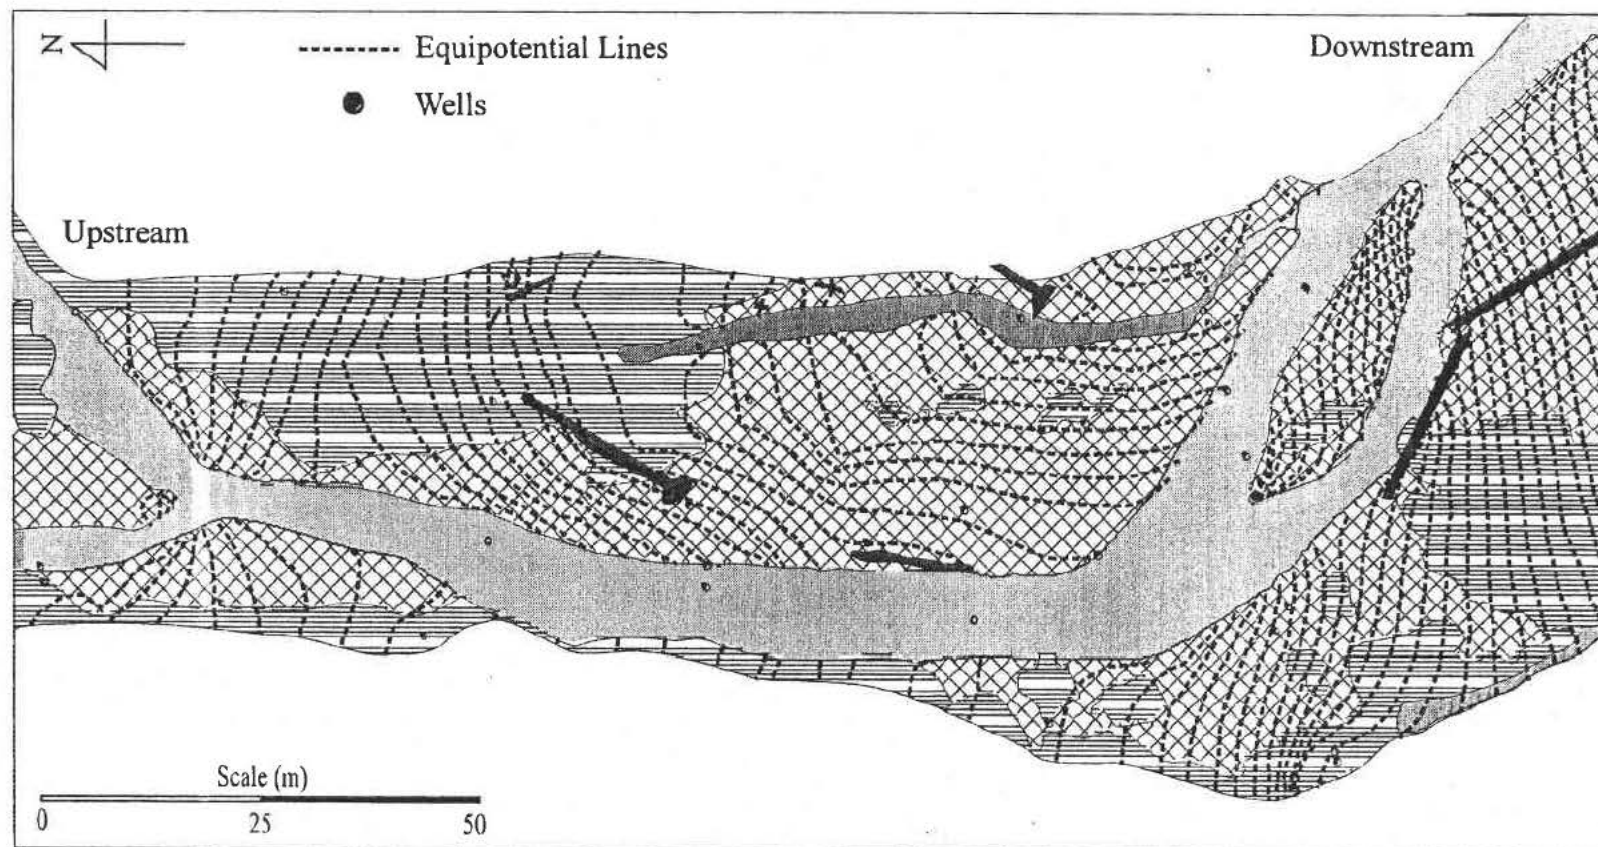 N
Equipotential Lines
Wells
Downstream
Upstream
Scale (m)
0 25 50